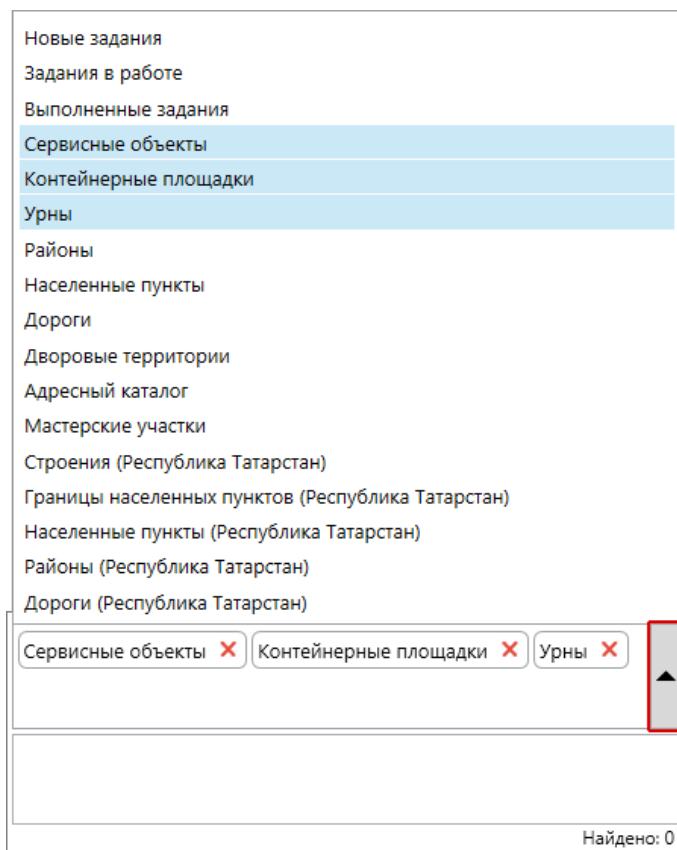 Новые задания
Задания в работе
Выполненные задания
Сервисные объекты
Контейнерные площадки
Урны
Районы
Населенные пункты
Дороги
Дворовые территории
Адресный каталог
Мастерские участки
Строения (Республика Татарстан)
Границы населенных пунктов (Республика Татарстан)
Населенные пункты (Республика Татарстан)
Районы (Республика Татарстан)
Дороги (Республика Татарстан)
Сервисные объекты Контейнерные площадки Урны
Найдено: 0